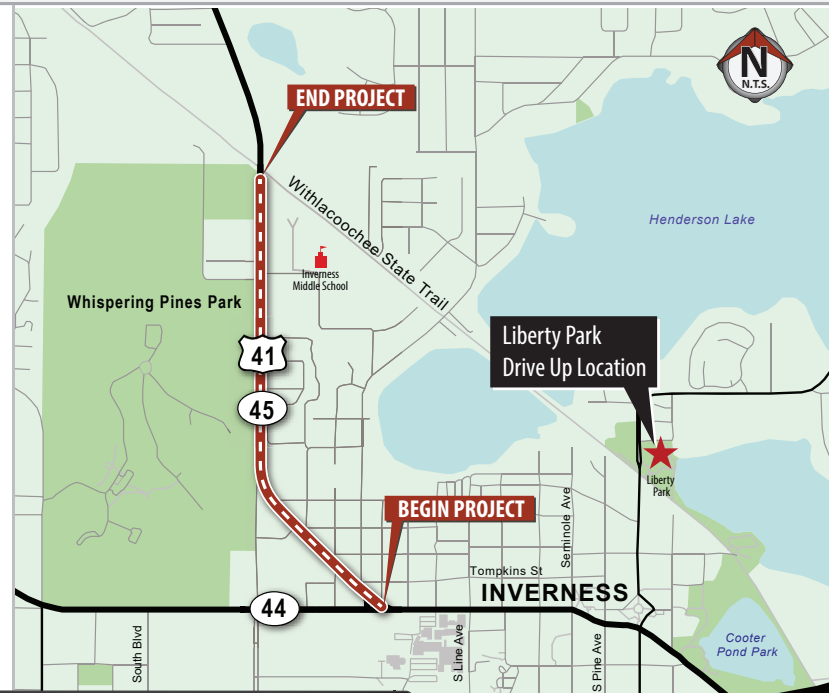 N
N.T.S.
END PROJECT
Withlacoochee State Trail
Henderson Lake
Inverness
Middle School
Whispering Pines Park
41
45
Liberty Park
Drive Up Location
Liberty
Park
BEGIN PROJECT
Seminole Ave
Tompkins St
INVERNESS
44
South Blvd
S Line Ave
S Pine Ave
Cooter
Pond Park